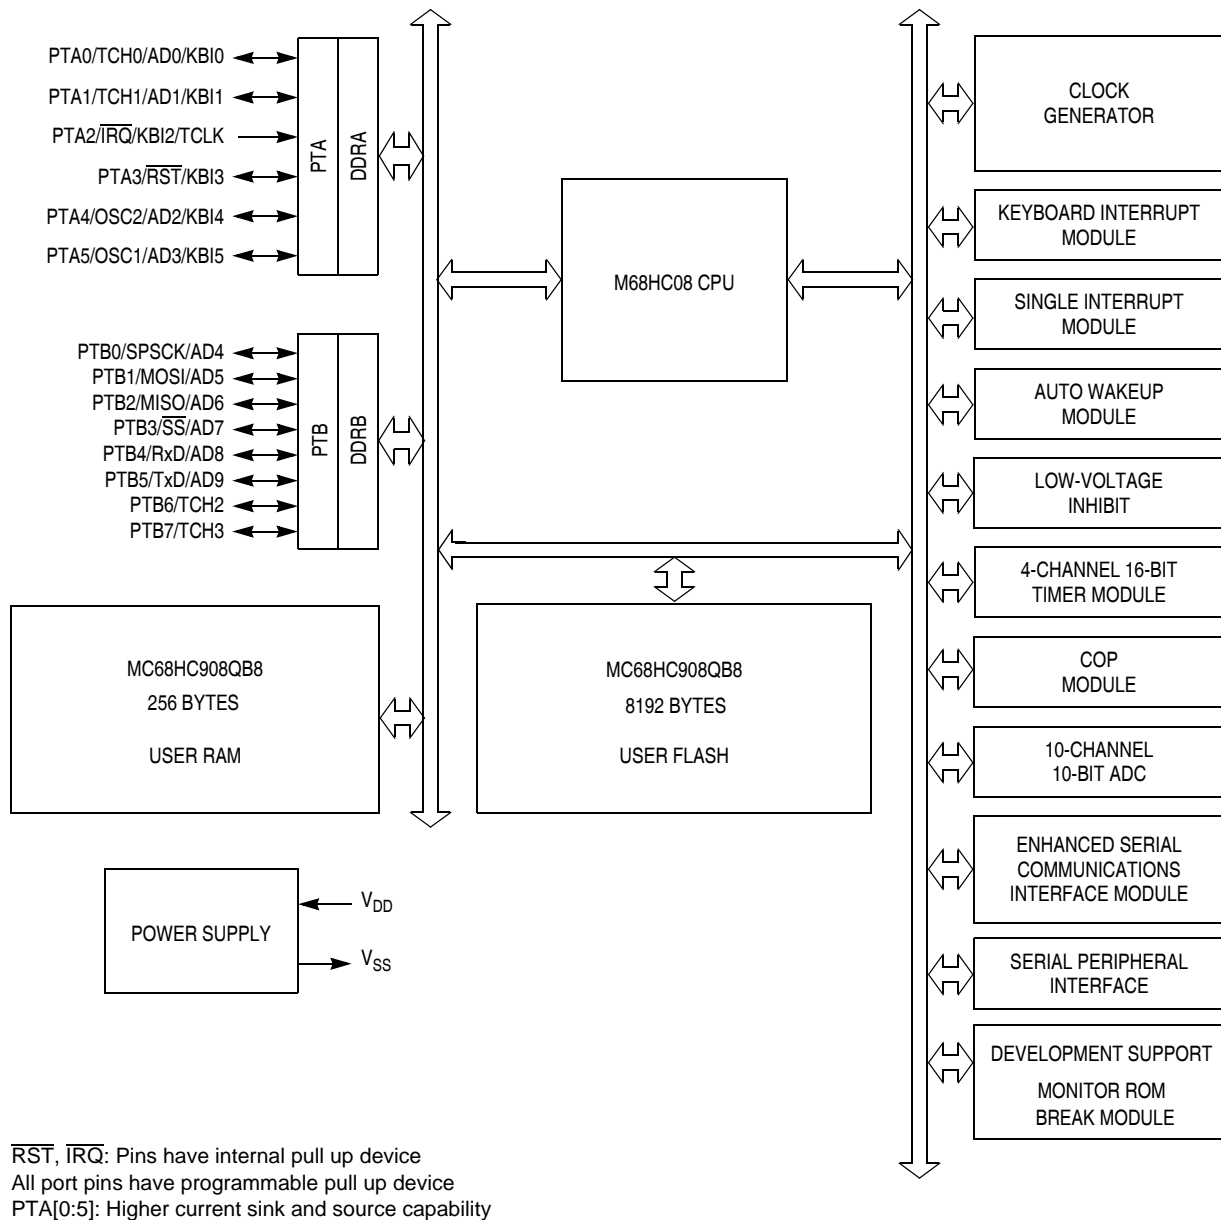 PTA0/TCH0/AD0/KBI0
PTA1/TCH1/AD1/KBI1
PTA2/I̅R̅Q̅/KBI2/TCLK
PTA3/R̅S̅T̅/KBI3
PTA4/OSC2/AD2/KBI4
PTA5/OSC1/AD3/KBI5
PTA
DDRA
PTB0/SPSCK/AD4
PTB1/MOSI/AD5
PTB2/MISO/AD6
PTB3/S̅S̅/AD7
PTB4/RxD/AD8
PTB5/TxD/AD9
PTB6/TCH2
PTB7/TCH3
PTB
DDRB
M68HC08 CPU
MC68HC908QB8
256 BYTES
USER RAM
MC68HC908QB8
8192 BYTES
USER FLASH
POWER SUPPLY
VDD
VSS
CLOCK
GENERATOR
KEYBOARD INTERRUPT
MODULE
SINGLE INTERRUPT
MODULE
AUTO WAKEUP
MODULE
LOW-VOLTAGE
INHIBIT
4-CHANNEL 16-BIT
TIMER MODULE
COP
MODULE
10-CHANNEL
10-BIT ADC
ENHANCED SERIAL
COMMUNICATIONS
INTERFACE MODULE
SERIAL PERIPHERAL
INTERFACE
DEVELOPMENT SUPPORT
MONITOR ROM
BREAK MODULE
R̅S̅T̅, I̅R̅Q̅: Pins have internal pull up device
All port pins have programmable pull up device
PTA[0:5]: Higher current sink and source capability